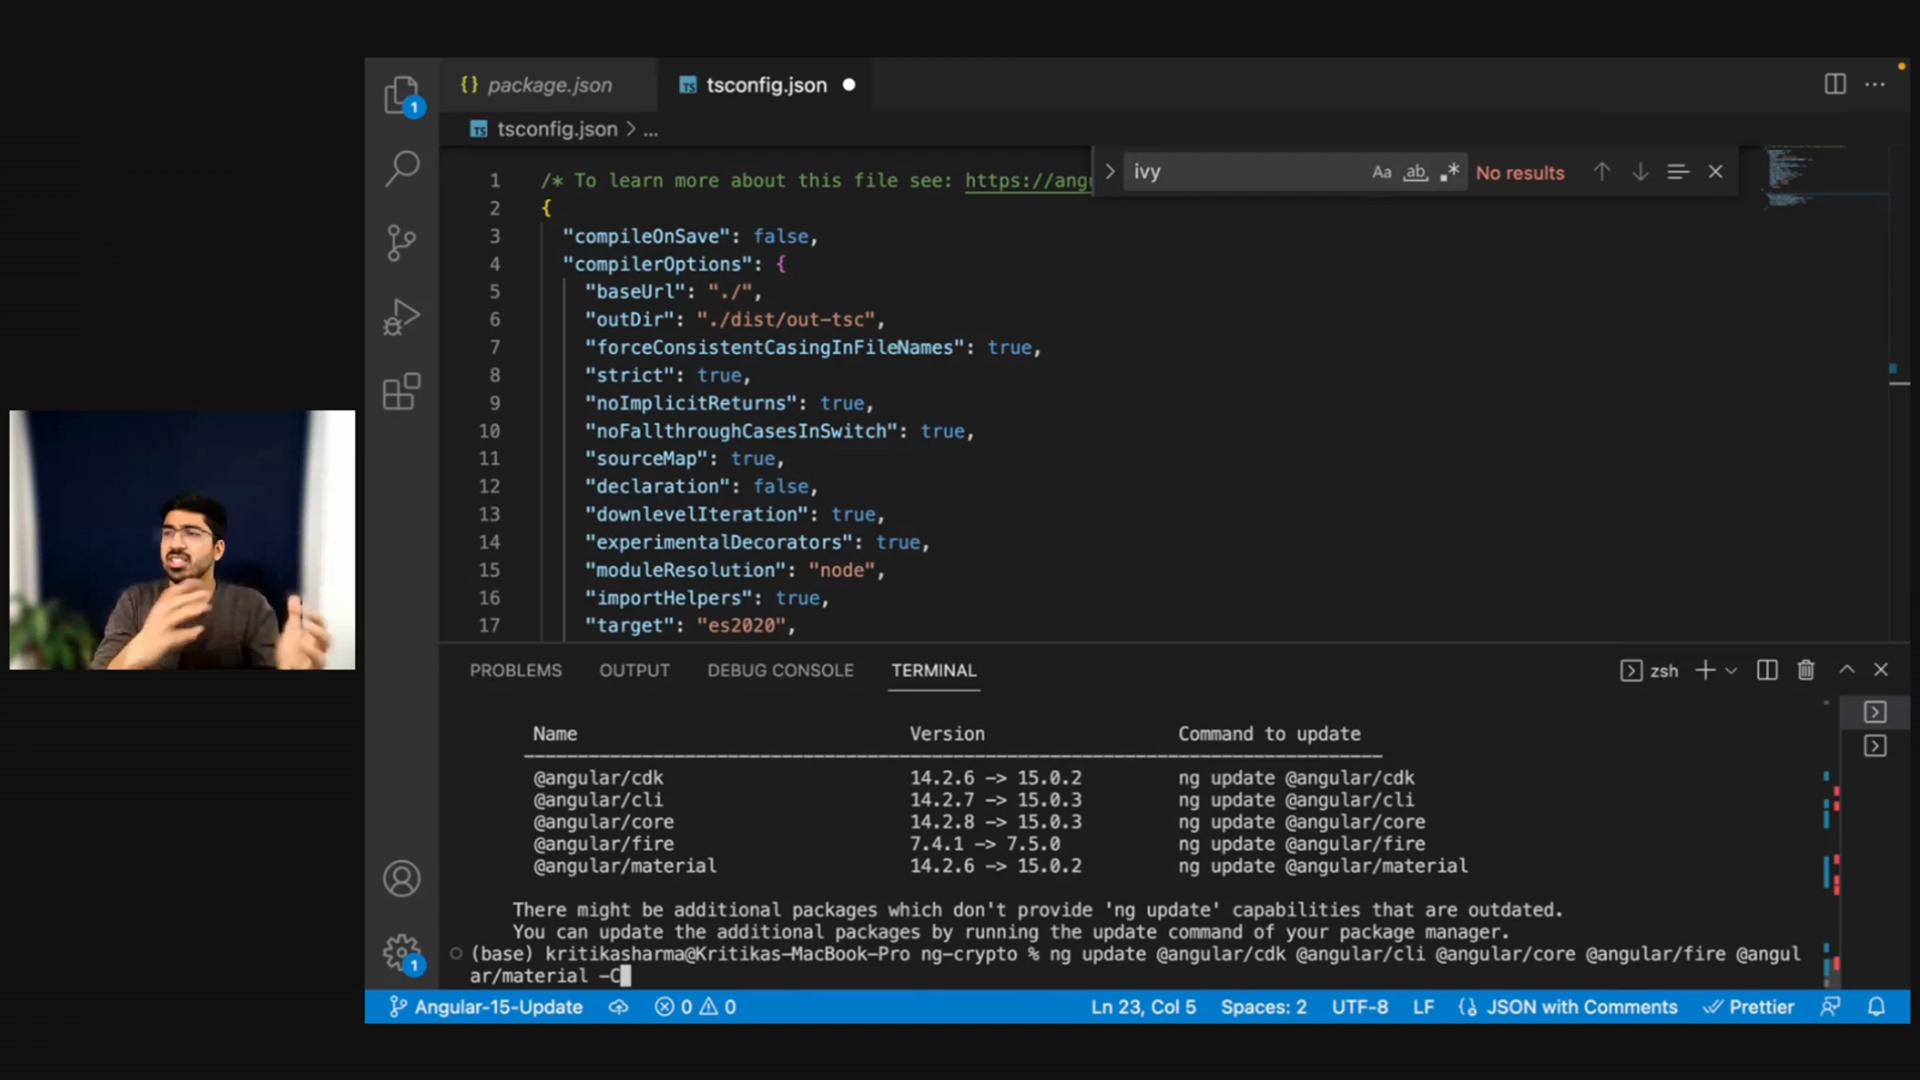 package.json
tsconfig.json
tsconfig.json > ...
1
ivy
Aa ab .* No results
1 /* To learn more about this file see: https://angu
2 {
3 "compileOnSave": false,
4 "compilerOptions": {
5 "baseUrl": "./",
6 "outDir": "./dist/out-tsc",
7 "forceConsistentCasingInFileNames": true,
8 "strict": true,
9 "noImplicitReturns": true,
10 "noFallthroughCasesInSwitch": true,
11 "sourceMap": true,
12 "declaration": false,
13 "downlevelIteration": true,
14 "experimentalDecorators": true,
15 "moduleResolution": "node",
16 "importHelpers": true,
17 "target": "es2020",
PROBLEMS OUTPUT DEBUG CONSOLE TERMINAL zsh
Name Version Command to update
@angular/cdk 14.2.6 -> 15.0.2 ng update @angular/cdk
@angular/cli 14.2.7 -> 15.0.3 ng update @angular/cli
@angular/core 14.2.8 -> 15.0.3 ng update @angular/core
@angular/fire 7.4.1 -> 7.5.0 ng update @angular/fire
@angular/material 14.2.6 -> 15.0.2 ng update @angular/material
There might be additional packages which don't provide 'ng update' capabilities that are outdated.
You can update the additional packages by running the update command of your package manager.
(base) kritikasharma@Kritikas-MacBook-Pro ng-crypto % ng update @angular/cdk @angular/cli @angular/core @angular/fire @angul
ar/material -C
1
Angular-15-Update 0 0 Ln 23, Col 5 Spaces: 2 UTF-8 LF {} JSON with Comments Prettier